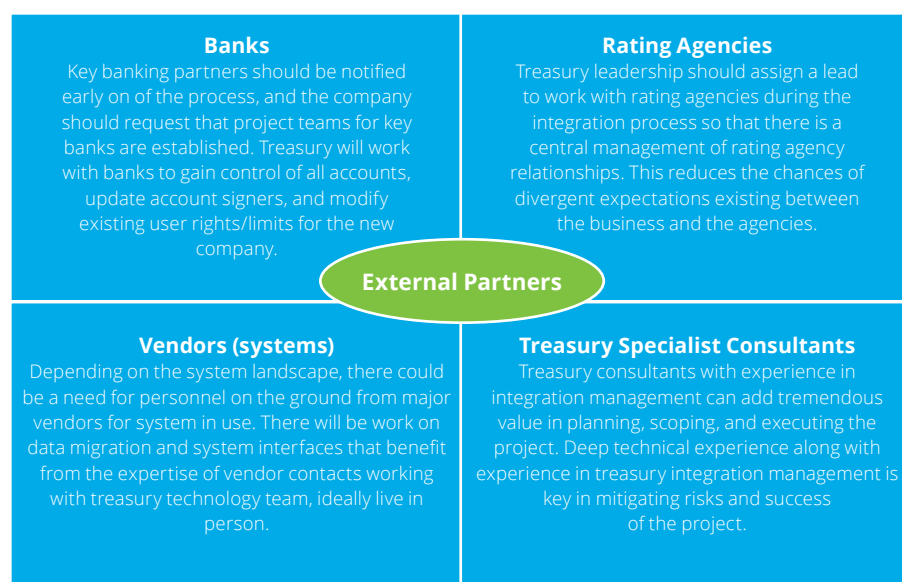 Banks
Key banking partners should be notified
early on of the process, and the company
should request that project teams for key
banks are established. Treasury will work
with banks to gain control of all accounts,
update account signers, and modify
existing user rights/limits for the new
company.
Rating Agencies
Treasury leadership should assign a lead
to work with rating agencies during the
integration process so that there is a
central management of rating agency
relationships. This reduces the chances of
divergent expectations existing between
the business and the agencies.
External Partners
Vendors (systems)
Depending on the system landscape, there could
be a need for personnel on the ground from major
vendors for system in use. There will be work on
data migration and system interfaces that benefit
from the expertise of vendor contacts working
with treasury technology team, ideally live in
person.
Treasury Specialist Consultants
Treasury consultants with experience in
integration management can add tremendous
value in planning, scoping, and executing the
project. Deep technical experience along with
experience in treasury integration management is
key in mitigating risks and success
of the project.